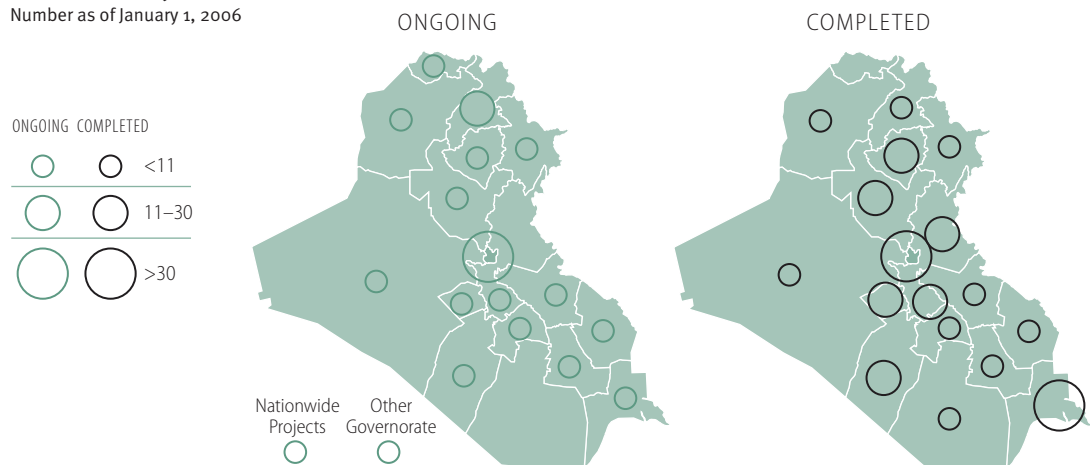 Number as of January 1, 2006
ONGOING
COMPLETED
ONGOING COMPLETED
<11
11–30
>30
Nationwide
Projects
Other
Governorate